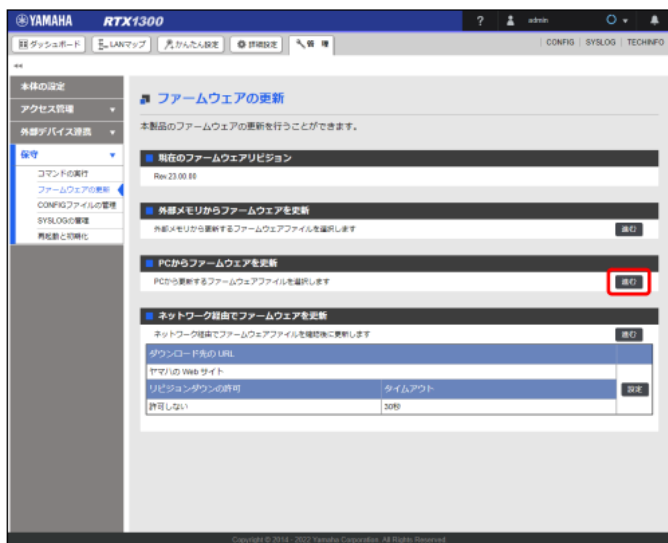 YAMAHA RTX1300 ? admin
ダッシュボード LANマップ かんたん設定 詳細設定 管理 CONFIG SYSLOG TECHINFO
本体の設定
アクセス管理
外部デバイス連携
保守
コマンドの実行
ファームウェアの更新
CONFIGファイルの管理
SYSLOGの管理
再起動と初期化
ファームウェアの更新
本製品のファームウェアの更新を行うことができます。
現在のファームウェアリビジョン
Rev.23.00.00
外部メモリからファームウェアを更新
外部メモリから更新するファームウェアファイルを選択します 進む
PCからファームウェアを更新
PCから更新するファームウェアファイルを選択します 進む
ネットワーク経由でファームウェアを更新
ネットワーク経由でファームウェアファイルを確認後に更新します 進む
ダウンロード先の URL
ヤマハの Web サイト
リビジョンダウンの許可 タイムアウト 設定
許可しない 30秒
Copyright © 2014 - 2022 Yamaha Corporation. All Rights Reserved.